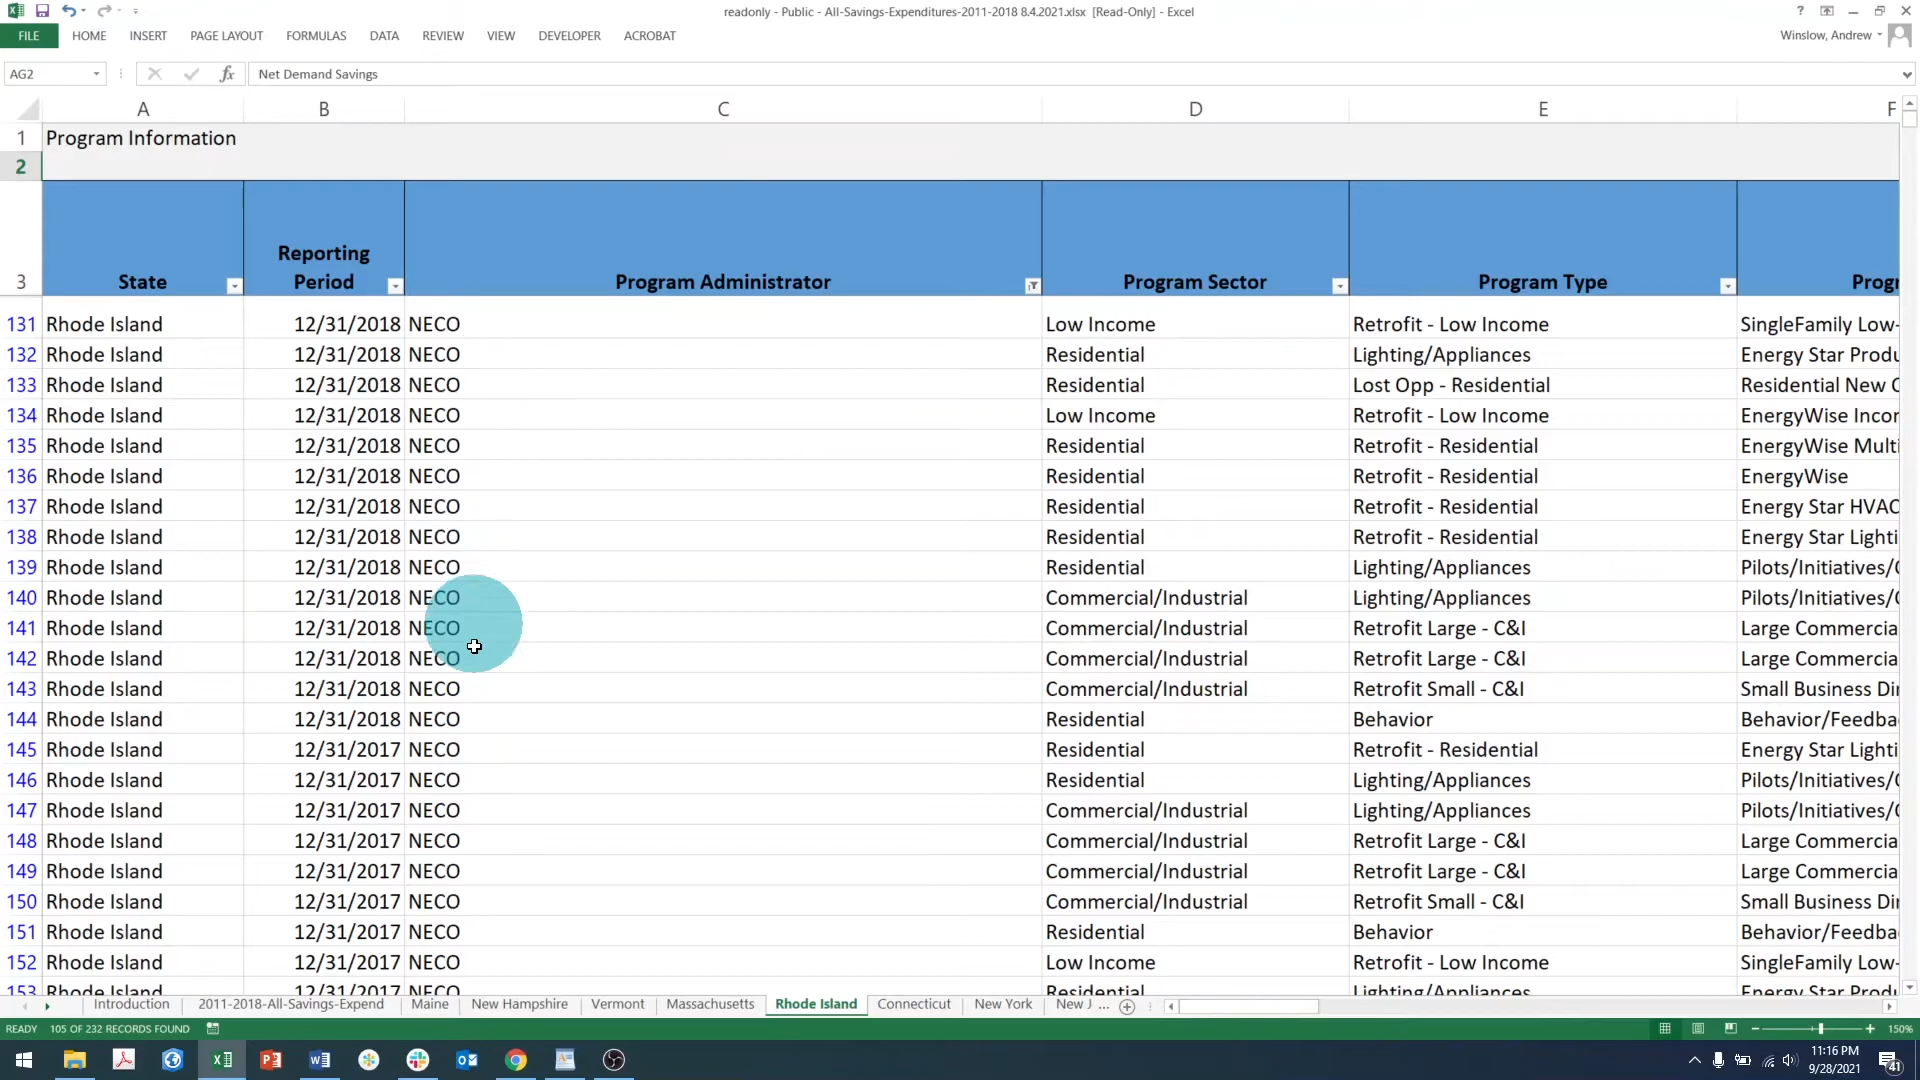 readonly - Public - All-Savings-Expenditures-2011-2018 8.4.2021.xlsx [Read-Only] - Excel
FILE HOME INSERT PAGE LAYOUT FORMULAS DATA REVIEW VIEW DEVELOPER ACROBAT Winslow, Andrew
AG2 fx Net Demand Savings
A B C D E F
1 Program Information
2
3 State Reporting Period Program Administrator Program Sector Program Type Progr
131 Rhode Island 12/31/2018 NECO Low Income Retrofit - Low Income SingleFamily Low-
132 Rhode Island 12/31/2018 NECO Residential Lighting/Appliances Energy Star Produ
133 Rhode Island 12/31/2018 NECO Residential Lost Opp - Residential Residential New C
134 Rhode Island 12/31/2018 NECO Low Income Retrofit - Low Income EnergyWise Incor
135 Rhode Island 12/31/2018 NECO Residential Retrofit - Residential EnergyWise Multi
136 Rhode Island 12/31/2018 NECO Residential Retrofit - Residential EnergyWise
137 Rhode Island 12/31/2018 NECO Residential Retrofit - Residential Energy Star HVAC
138 Rhode Island 12/31/2018 NECO Residential Retrofit - Residential Energy Star Lighti
139 Rhode Island 12/31/2018 NECO Residential Lighting/Appliances Pilots/Initiatives/C
140 Rhode Island 12/31/2018 NECO Commercial/Industrial Lighting/Appliances Pilots/Initiatives/C
141 Rhode Island 12/31/2018 NECO Commercial/Industrial Retrofit Large - C&I Large Commercia
142 Rhode Island 12/31/2018 NECO Commercial/Industrial Retrofit Large - C&I Large Commercia
143 Rhode Island 12/31/2018 NECO Commercial/Industrial Retrofit Small - C&I Small Business Dir
144 Rhode Island 12/31/2018 NECO Residential Behavior Behavior/Feedba
145 Rhode Island 12/31/2017 NECO Residential Retrofit - Residential Energy Star Lighti
146 Rhode Island 12/31/2017 NECO Residential Lighting/Appliances Pilots/Initiatives/C
147 Rhode Island 12/31/2017 NECO Commercial/Industrial Lighting/Appliances Pilots/Initiatives/C
148 Rhode Island 12/31/2017 NECO Commercial/Industrial Retrofit Large - C&I Large Commercia
149 Rhode Island 12/31/2017 NECO Commercial/Industrial Retrofit Large - C&I Large Commercia
150 Rhode Island 12/31/2017 NECO Commercial/Industrial Retrofit Small - C&I Small Business Dir
151 Rhode Island 12/31/2017 NECO Residential Behavior Behavior/Feedba
152 Rhode Island 12/31/2017 NECO Low Income Retrofit - Low Income SingleFamily Low-
153 Rhode Island 12/31/2017 NECO Residential Lighting/Appliances Energy Star Produ
Introduction 2011-2018-All-Savings-Expend Maine New Hampshire Vermont Massachusetts Rhode Island Connecticut New York New J ...
READY 105 OF 232 RECORDS FOUND 150%
11:16 PM
9/28/2021
41